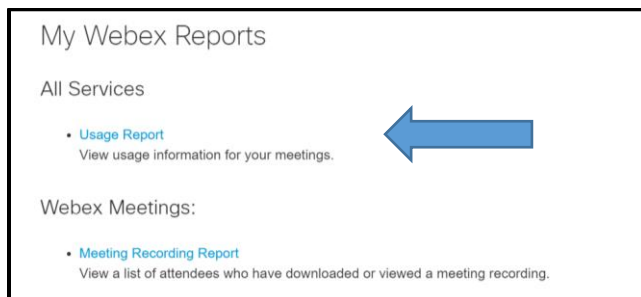 My Webex Reports
All Services
• Usage Report
View usage information for your meetings.
Webex Meetings:
• Meeting Recording Report
View a list of attendees who have downloaded or viewed a meeting recording.